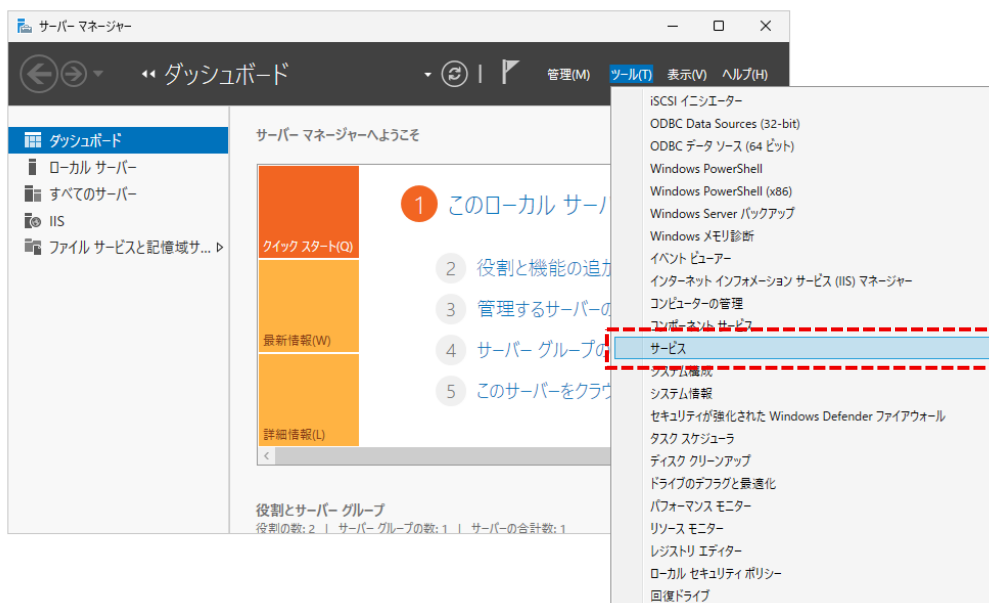 サーバー マネージャー
ダッシュボード
管理(M) ツール(T) 表示(V) ヘルプ(H)
ダッシュボード
ローカル サーバー
すべてのサーバー
IIS
ファイル サービスと記憶域サ...
サーバー マネージャーへようこそ
クイック スタート(Q)
最新情報(W)
詳細情報(L)
1 このローカル サー
2 役割と機能の追加
3 管理するサーバーの
4 サーバー グループの
5 このサーバーをクラウ
役割とサーバー グループ
役割の数: 2 | サーバー グループの数: 1 | サーバーの合計数: 1
iSCSI イニシエーター
ODBC Data Sources (32-bit)
ODBC データ ソース (64 ビット)
Windows PowerShell
Windows PowerShell (x86)
Windows Server バックアップ
Windows メモリ診断
イベント ビューアー
インターネット インフォメーション サービス (IIS) マネージャー
コンピューターの管理
コンポーネント サービス
サービス
システム構成
システム情報
セキュリティが強化された Windows Defender ファイアウォール
タスク スケジューラ
ディスク クリーンアップ
ドライブのデフラグと最適化
パフォーマンス モニター
リソース モニター
レジストリ エディター
ローカル セキュリティ ポリシー
回復ドライブ